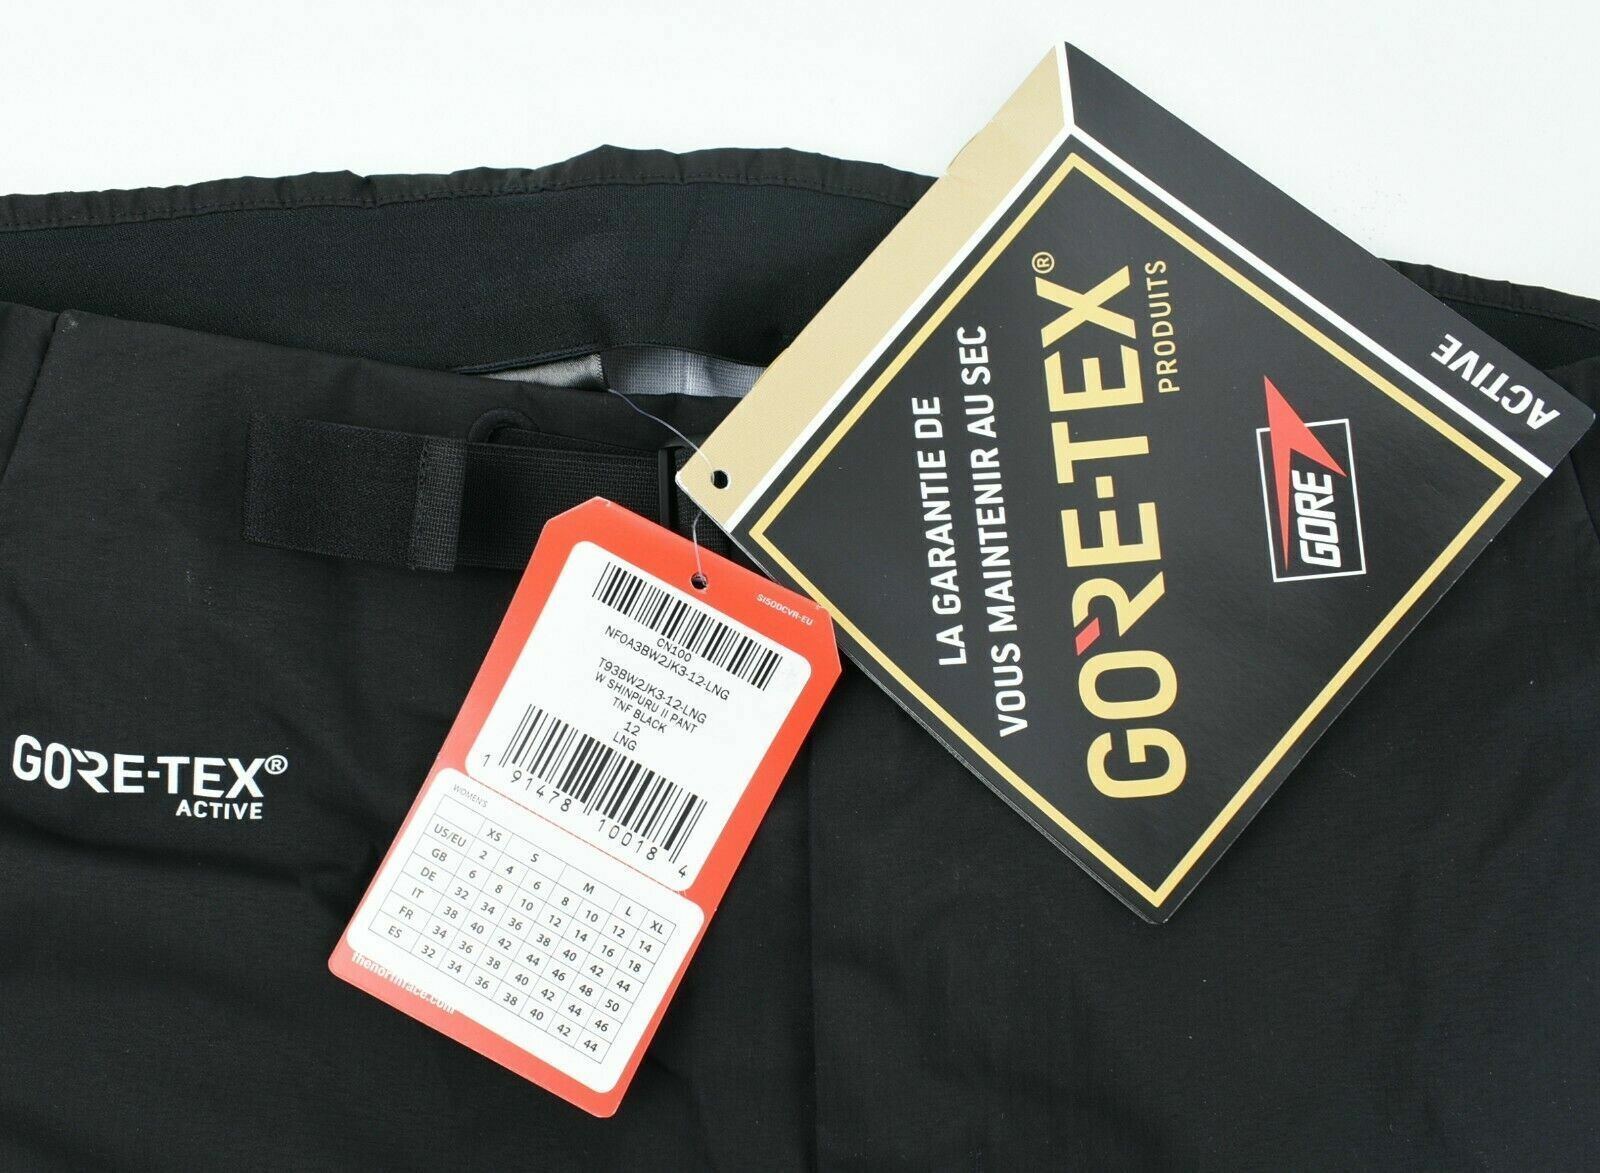 GORE-TEX®
ACTIVE
SI500CVR-EU
CN100
NF0A3BW2JK3-12-LNG
T93BW2JK3-12-LNG
W SHINPURU II PANT
TNF BLACK
12
LNG
1 91478 10018 4
WOMEN'S
XS S M L XL
US/EU 2 4 6 8 10 12 14
GB 6 8 10 12 14 16 18
DE 32 34 36 38 40 42 44
IT 38 40 42 44 46 48 50
FR 34 36 38 40 42 44 46
ES 32 34 36 38 40 42 44
thenorthface.com
LA GARANTIE DE
VOUS MAINTENIR AU SEC
GORE-TEX®
PRODUITS
GORE
ACTIVE